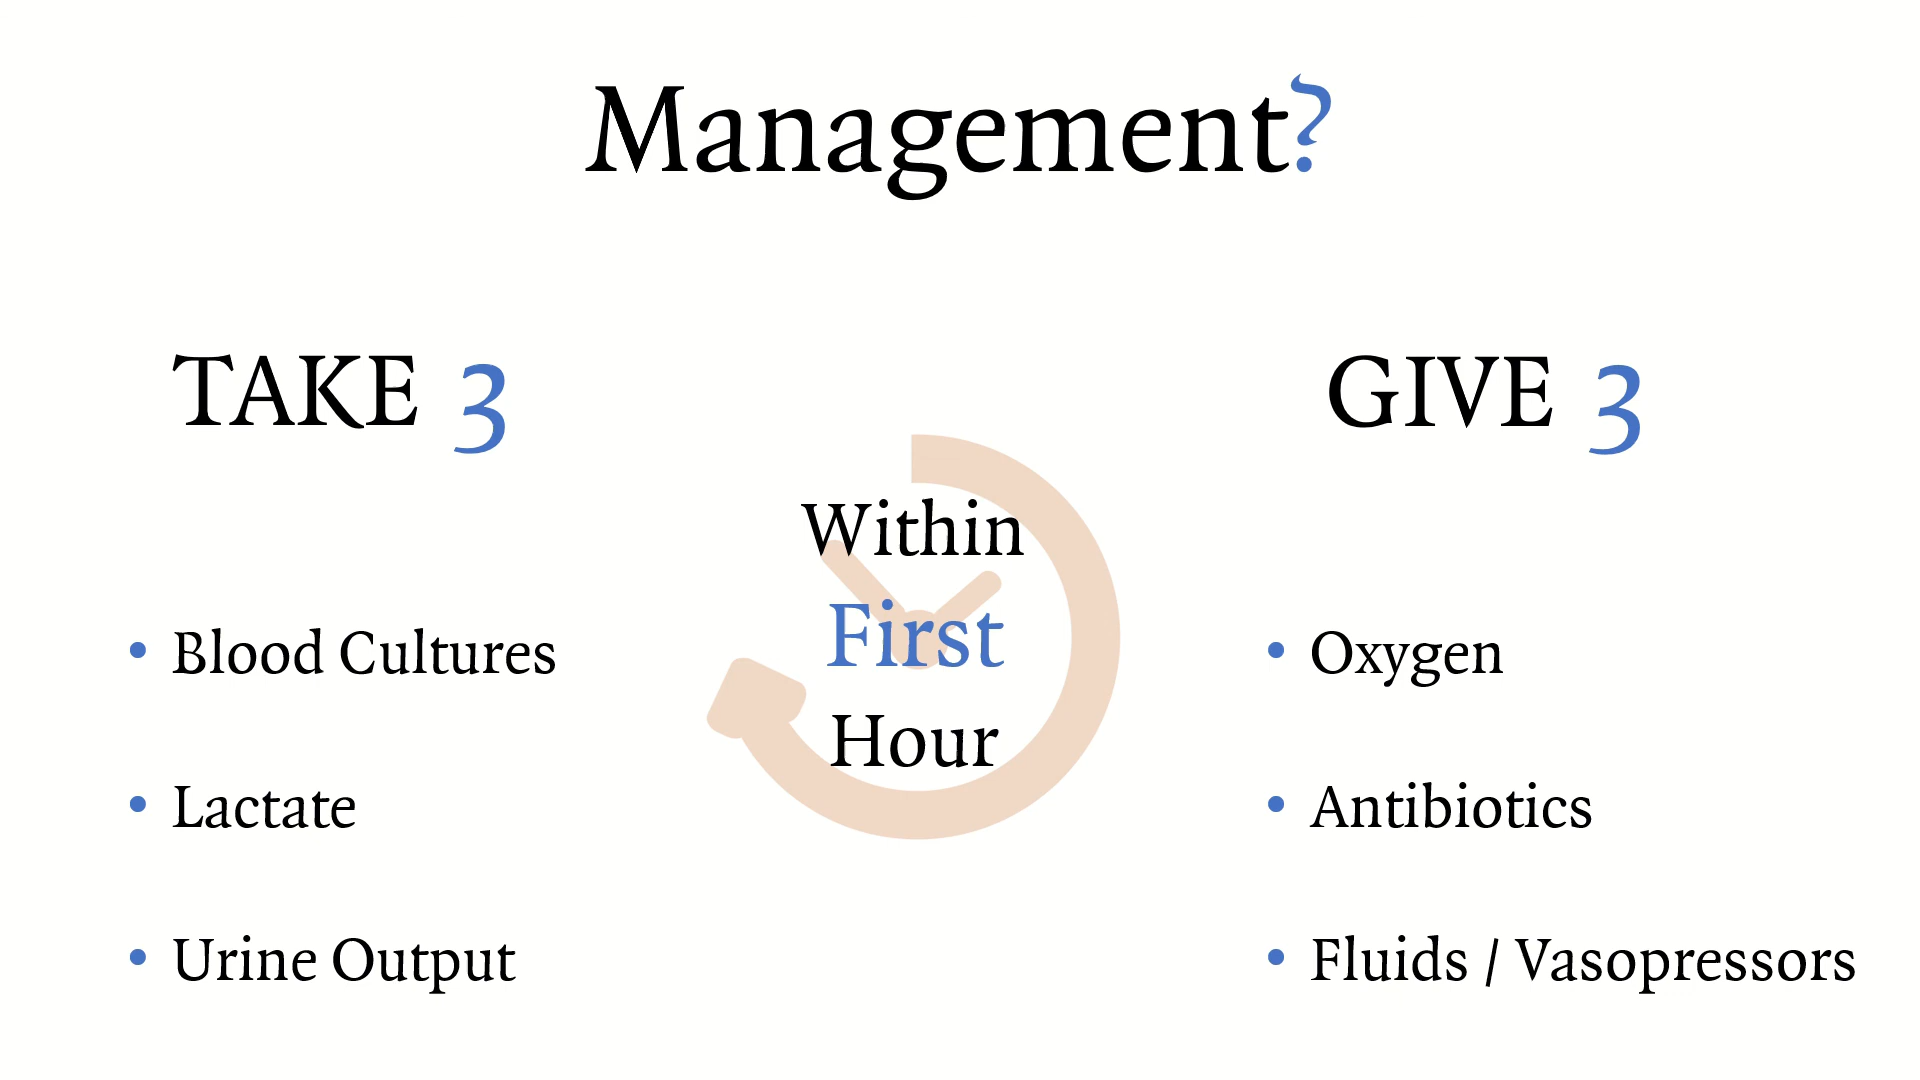 Management?
TAKE 3
• Blood Cultures
• Lactate
• Urine Output
Within
First
Hour
GIVE 3
• Oxygen
• Antibiotics
• Fluids / Vasopressors